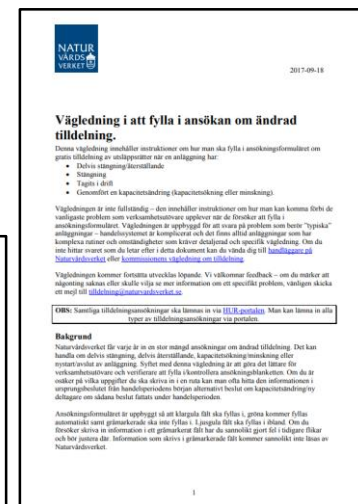 NATUR
VÅRDS
VERKET
2017-09-18
Vägledning i att fylla i ansökan om ändrad
tilldelning.
Denna vägledning innehåller instruktioner om hur man ska fylla i ansökningsformuläret om
gratis tilldelning av utsläppsrätter när en anläggning har:
• Delvis stängning/återställande
• Stängning
• Tagits i drift
• Genomfört en kapacitetsändring (kapacitetsökning eller minskning).
Vägledningen är inte fullständig – den innehåller instruktioner om hur man kan komma förbi de
vanligaste problem som verksamhetsutövare upplever när de försöker att fylla i
ansökningsformuläret. Vägledningen är uppbyggd för att svara på problem som berör "typiska"
anläggningar – handelssystemet är komplicerat och det finns alltid anläggningar som har
komplexa rutiner och omständigheter som kräver detaljerad och specifik vägledning. Om du
inte hittar svaret som du letar efter i detta dokument kan du vända dig till handläggare på
Naturvårdsverket eller kommissionens vägledning om tilldelning.
Vägledningen kommer fortsätta utvecklas löpande. Vi välkomnar feedback – om du märker att
någonting saknas eller skulle vilja se mer information om ett specifikt problem, vänligen skicka
ett mejl till tilldelning@naturvardsverket.se.
OBS: Samtliga tilldelningsansökningar ska lämnas in via HUR-portalen. Man kan lämna in alla
typer av tilldelningsansökningar via portalen.
Bakgrund
Naturvårdsverket får varje år in en stor mängd ansökningar om ändrad tilldelning. Det kan
handla om delvis stängning, delvis återställande, kapacitetsökning/minskning eller
nystart/avslut av anläggning. Syftet med denna vägledning är att göra det lättare för
verksamhetsutövare och verifierare att fylla i/kontrollera ansökningsblanketten. Om du är
osäker på vilka uppgifter du ska skriva in i en ruta kan man ofta hitta den informationen i
ursprungsbeslutet från handelsperiodens början alternativt beslut om kapacitetsändring/ny
deltagare om sådana beslut fattats under handelsperioden.
Ansökningsformuläret är uppbyggt så att klargula fält ska fyllas i, gröna kommer fyllas
automatiskt samt gråmarkerade ska inte fyllas i. Ljusgula fält ska fyllas i ibland. Om du
försöker skriva in information i ett gråmarkerat fält har du sannolikt gjort fel i tidigare flikar
och bör justera där. Information som skrivs i gråmarkerade fält kommer sannolikt inte läsas av
Naturvårdsverket.
1